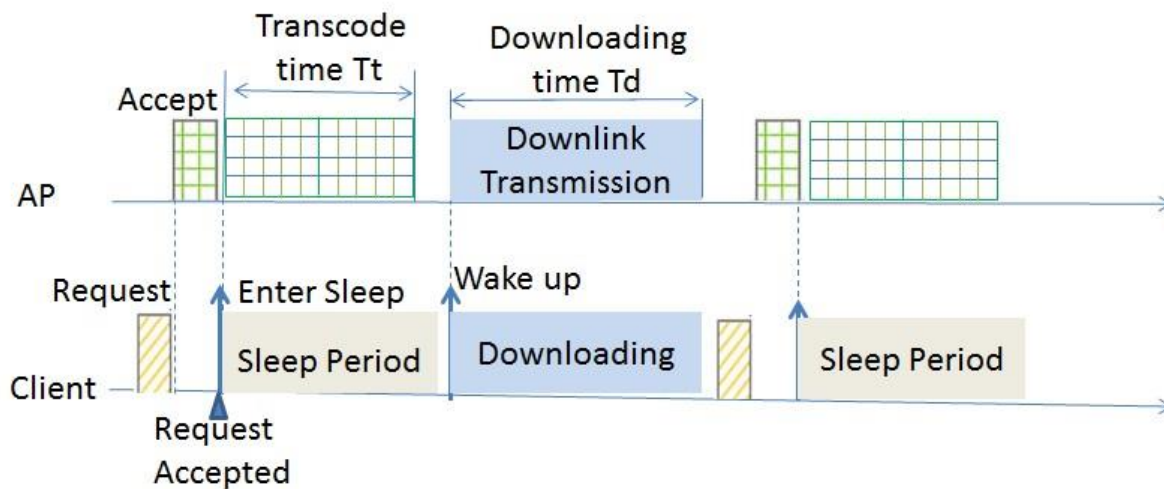 Transcode
time Tt
Downloading
time Td
Accept
Downlink
Transmission
AP
Request
Enter Sleep
Wake up
Sleep Period
Downloading
Sleep Period
Client
Request
Accepted